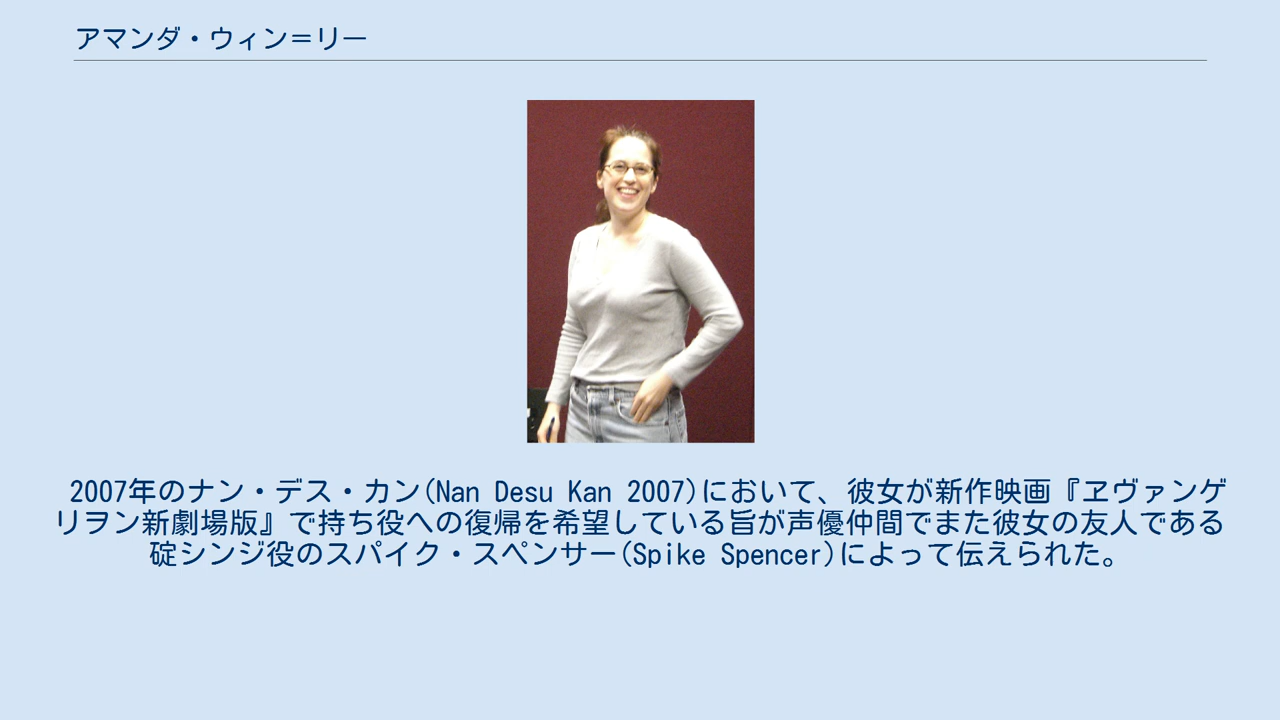 アマンダ・ウィン＝リー
2007年のナン・デス・カン(Nan Desu Kan 2007)において、彼女が新作映画『ヱヴァンゲ
リヲン新劇場版』で持ち役への復帰を希望している旨が声優仲間でまた彼女の友人である
碇シンジ役のスパイク・スペンサー(Spike Spencer)によって伝えられた。